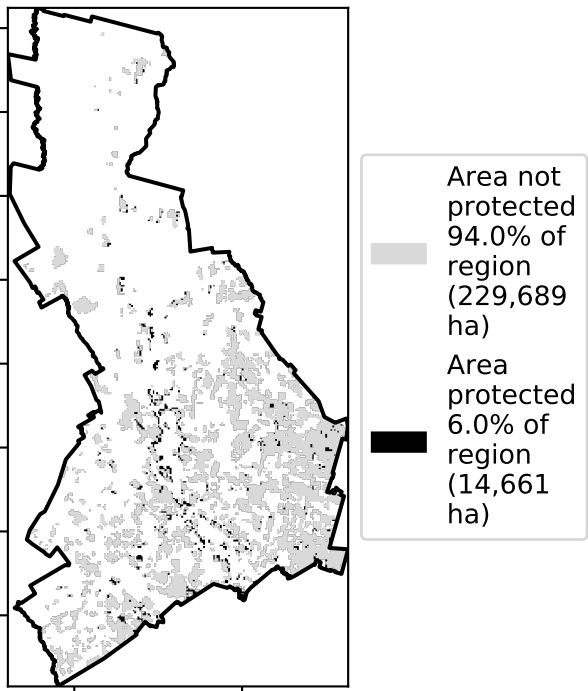 Area not
protected
94.0% of
region
(229,689
ha)
Area
protected
6.0% of
region
(14,661
ha)